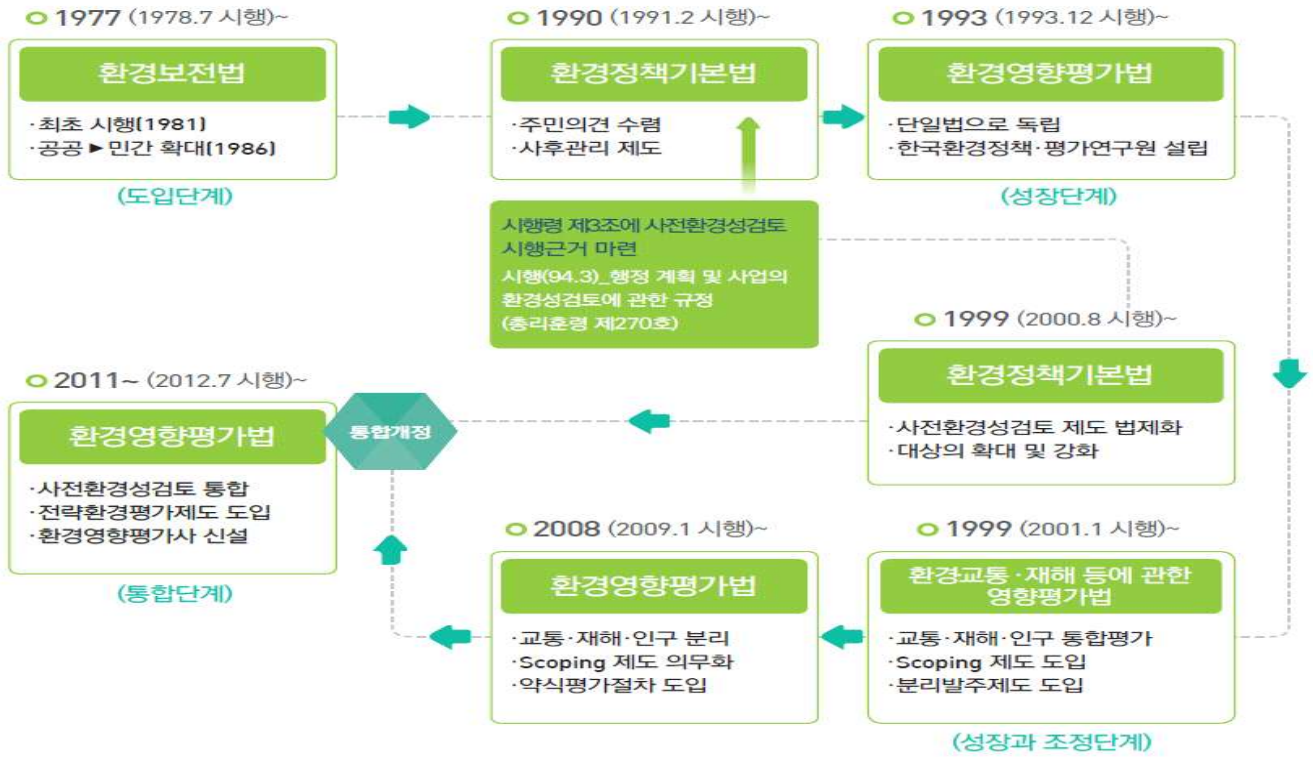 1977 (1978.7 시행)~
환경보전법
·최초 시행(1981)
·공공 ▶ 민간 확대(1986)
(도입단계)
1990 (1991.2 시행)~
환경정책기본법
·주민의견 수렴
·사후관리 제도
1993 (1993.12 시행)~
환경영향평가법
·단일법으로 독립
·한국환경정책·평가연구원 설립
(성장단계)
시행령 제3조에 사전환경성검토
시행근거 마련
시행(94.3)_행정 계획 및 사업의
환경성검토에 관한 규정
(총리훈령 제270호)
1999 (2000.8 시행)~
환경정책기본법
·사전환경성검토 제도 법제화
·대상의 확대 및 강화
1999 (2001.1 시행)~
환경교통·재해 등에 관한
영향평가법
·교통·재해·인구 통합평가
·Scoping 제도 도입
·분리발주제도 도입
(성장과 조정단계)
2008 (2009.1 시행)~
환경영향평가법
·교통·재해·인구 분리
·Scoping 제도 의무화
·약식평가절차 도입
통합개정
2011~ (2012.7 시행)~
환경영향평가법
·사전환경성검토 통합
·전략환경평가제도 도입
·환경영향평가사 신설
(통합단계)